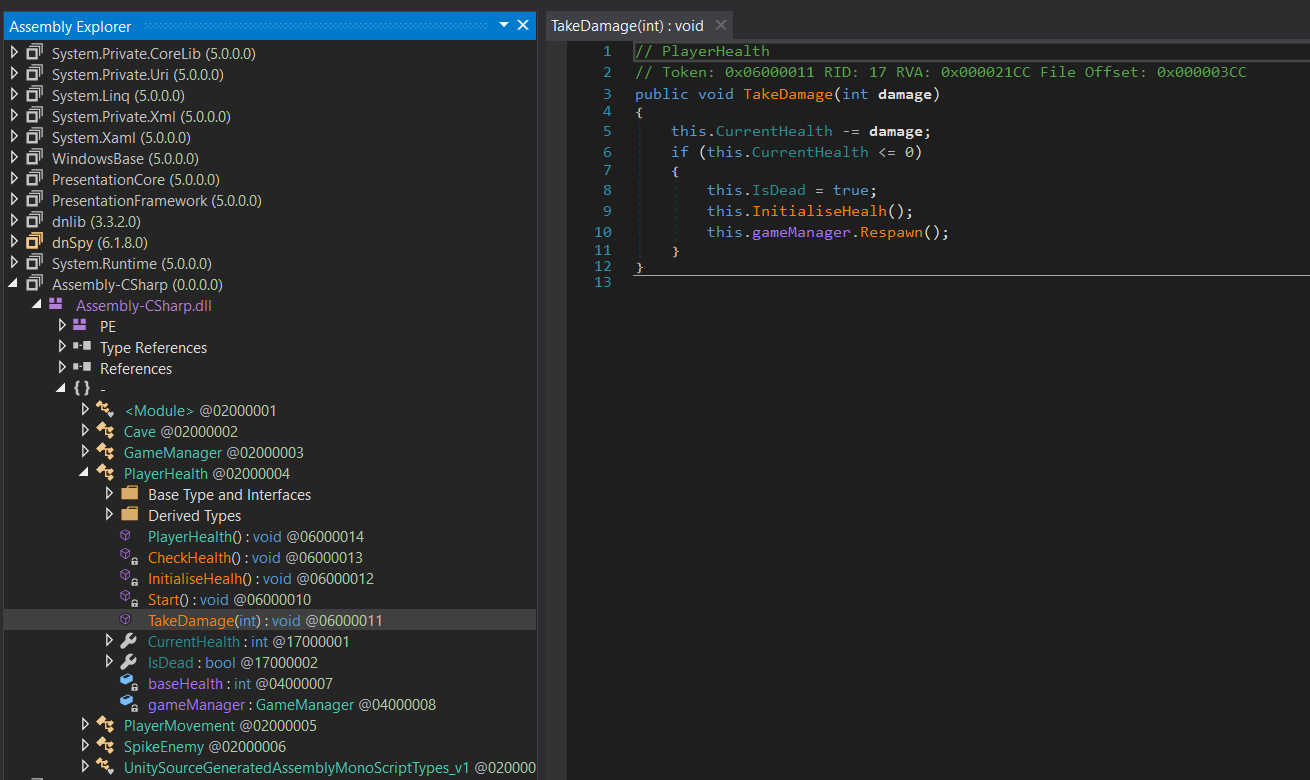 Assembly Explorer
System.Private.CoreLib (5.0.0.0)
System.Private.Uri (5.0.0.0)
System.Linq (5.0.0.0)
System.Private.Xml (5.0.0.0)
System.Xaml (5.0.0.0)
WindowsBase (5.0.0.0)
PresentationCore (5.0.0.0)
PresentationFramework (5.0.0.0)
dnlib (3.3.2.0)
dnSpy (6.1.8.0)
System.Runtime (5.0.0.0)
Assembly-CSharp (0.0.0.0)
Assembly-CSharp.dll
PE
Type References
References
{ } -
<Module> @02000001
Cave @02000002
GameManager @02000003
PlayerHealth @02000004
Base Type and Interfaces
Derived Types
PlayerHealth() : void @06000014
CheckHealth() : void @06000013
InitialiseHealh() : void @06000012
Start() : void @06000010
TakeDamage(int) : void @06000011
CurrentHealth : int @17000001
IsDead : bool @17000002
baseHealth : int @04000007
gameManager : GameManager @04000008
PlayerMovement @02000005
SpikeEnemy @02000006
UnitySourceGeneratedAssemblyMonoScriptTypes_v1 @020000
TakeDamage(int) : void
1 // PlayerHealth
2 // Token: 0x06000011 RID: 17 RVA: 0x000021CC File Offset: 0x000003CC
3 public void TakeDamage(int damage)
4 {
5 this.CurrentHealth -= damage;
6 if (this.CurrentHealth <= 0)
7 {
8 this.IsDead = true;
9 this.InitialiseHealh();
10 this.gameManager.Respawn();
11 }
12 }
13